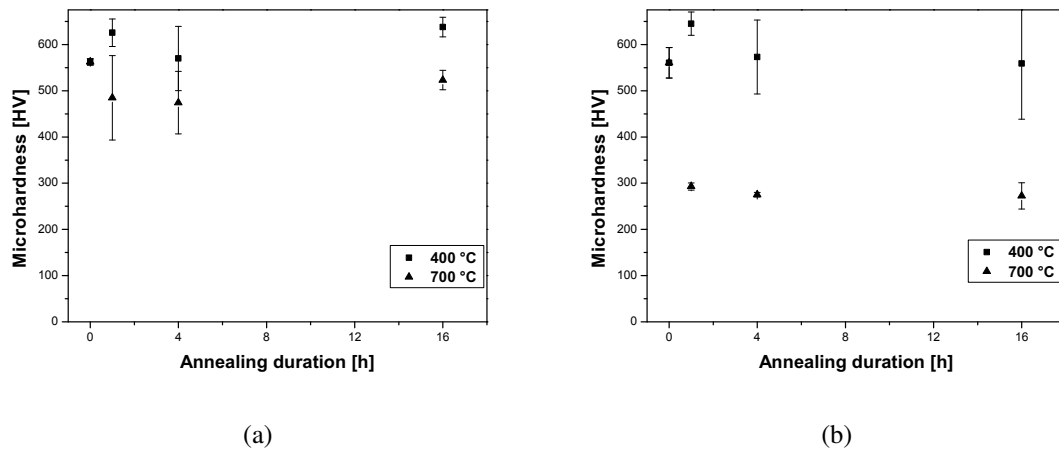 600
500
400
300
200
100
0
Microhardness [HV]
0 4 8 12 16
Annealing duration [h]
400 °C
700 °C
(a)
600
500
400
300
200
100
0
Microhardness [HV]
0 4 8 12 16
Annealing duration [h]
400 °C
700 °C
(b)